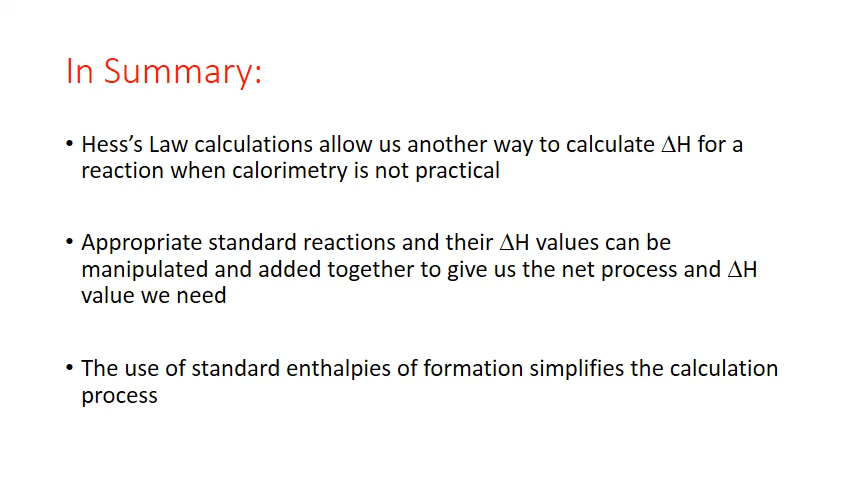 In Summary:
• Hess's Law calculations allow us another way to calculate ∆H for a
reaction when calorimetry is not practical
• Appropriate standard reactions and their ∆H values can be
manipulated and added together to give us the net process and ∆H
value we need
• The use of standard enthalpies of formation simplifies the calculation
process